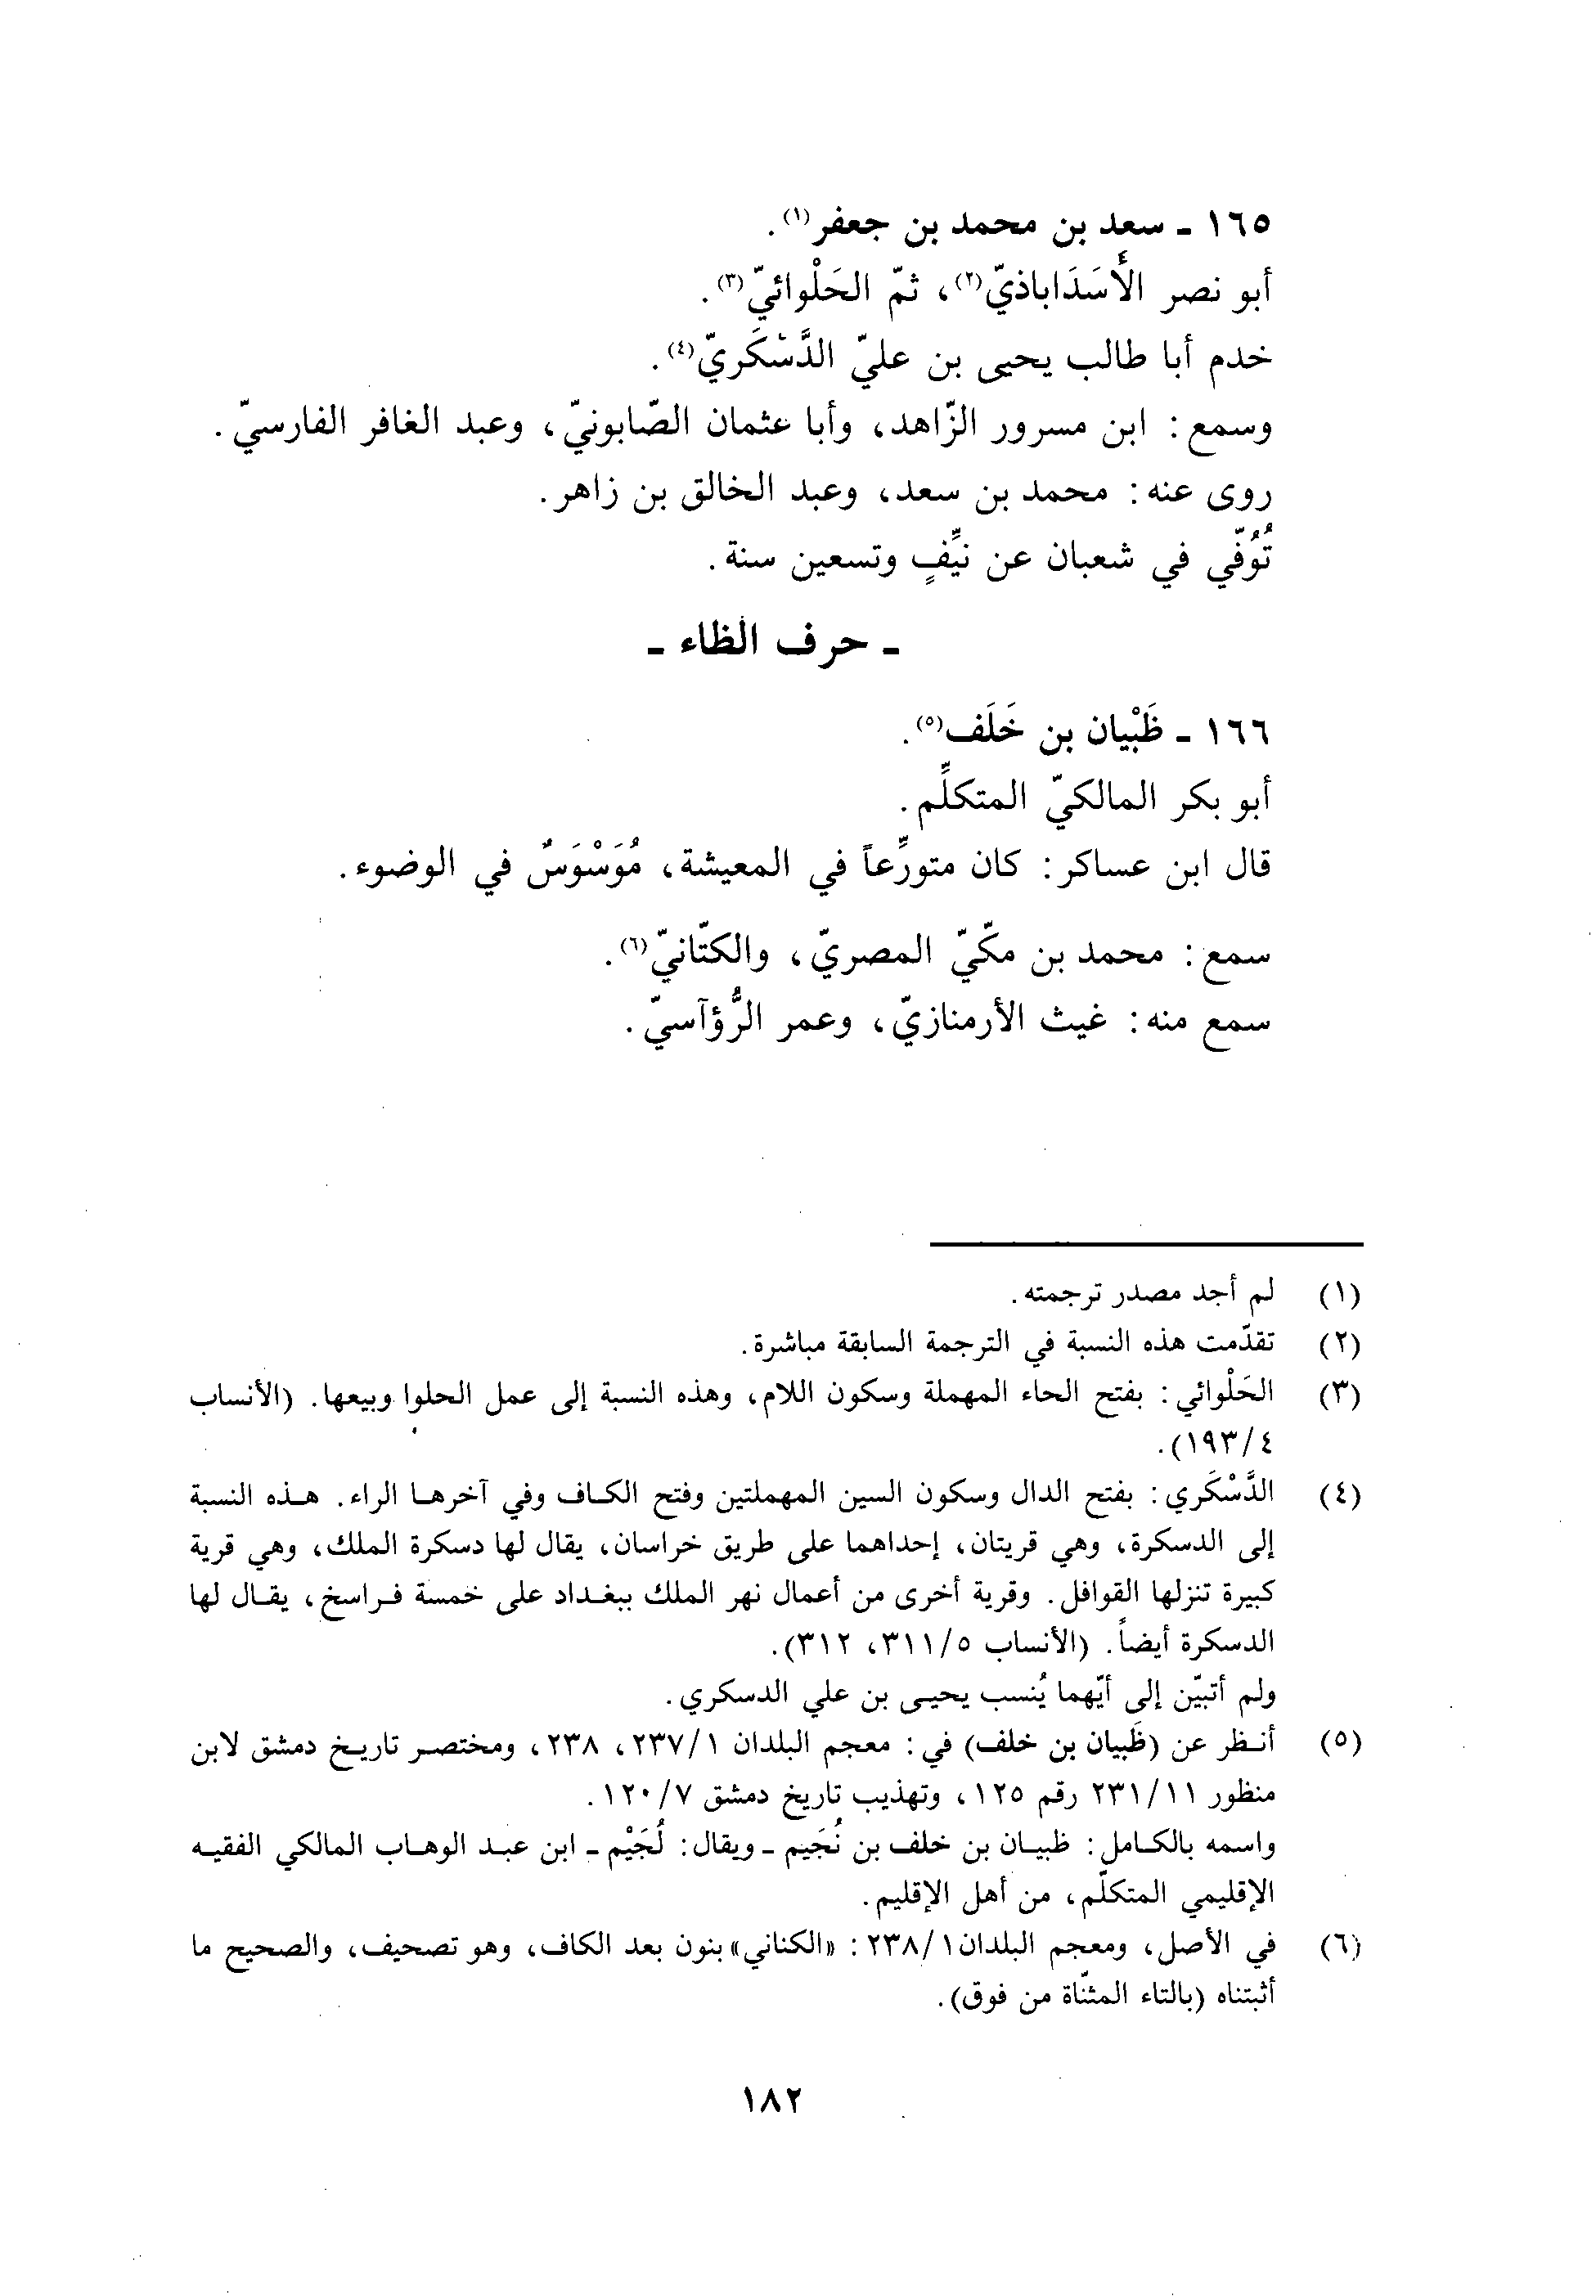 ١٦٥ ـ سعد بن محمد بن جعفر(١).
أبو نصر الأَسَدَاباذيّ(٢)، ثمّ الحَلْوائيّ(٣).
خدم أبا طالب يحيى بن عليّ الدَّسْكَريّ(٤).
وسمع: ابن مسرور الزّاهد، وأبا عثمان الصّابونيّ، وعبد الغافر الفارسيّ.
روى عنه: محمد بن سعد، وعبد الخالق بن زاهر.
تُوُفّي في شعبان عن نيِّفٍ وتسعين سنة.
ـ حرف الظاء ـ
١٦٦ ـ ظَبْيان بن خَلَف(٥).
أبو بكر المالكيّ المتكلِّم.
قال ابن عساكر: كان متورِّعاً في المعيشة، مُوَسْوَسٌ في الوضوء.
سمع: محمد بن مكّيّ المصريّ، والكتّانيّ(٦).
سمع منه: غيث الأرمنازيّ، وعمر الرُّؤآسيّ.
(١) لم أجد مصدر ترجمته.
(٢) تقدّمت هذه النسبة في الترجمة السابقة مباشرة.
(٣) الحَلْوائي: بفتح الحاء المهملة وسكون اللام، وهذه النسبة إلى عمل الحلوا وبيعها. (الأنساب
٤/١٩٣).
(٤) الدَّسْكَري: بفتح الدال وسكون السين المهملتين وفتح الكاف وفي آخرها الراء. هذه النسبة
إلى الدسكرة، وهي قريتان، إحداهما على طريق خراسان، يقال لها دسكرة الملك، وهي قرية
كبيرة تنزلها القوافل. وقرية أخرى من أعمال نهر الملك ببغداد على خمسة فراسخ، يقال لها
الدسكرة أيضاً. (الأنساب ٥/٣١١، ٣١٢).
ولم أتبيّن إلى أيّهما يُنسب يحيى بن علي الدسكري.
(٥) أنظر عن (ظَبيان بن خلف) في: معجم البلدان ١/٢٣٧، ٢٣٨، ومختصر تاريخ دمشق لابن
منظور ١١/٢٣١ رقم ١٢٥، وتهذيب تاريخ دمشق ٧/١٢٠.
واسمه بالكامل: ظبيان بن خلف بن نُجَيم ـ ويقال: لُجَيْم ـ ابن عبد الوهاب المالكي الفقيه
الإقليمي المتكلّم، من أهل الإقليم.
(٦) في الأصل، ومعجم البلدان ١/٢٣٨: «الكناني» بنون بعد الكاف، وهو تصحيف، والصحيح ما
أثبتناه (بالتاء المثنّاة من فوق).
١٨٢